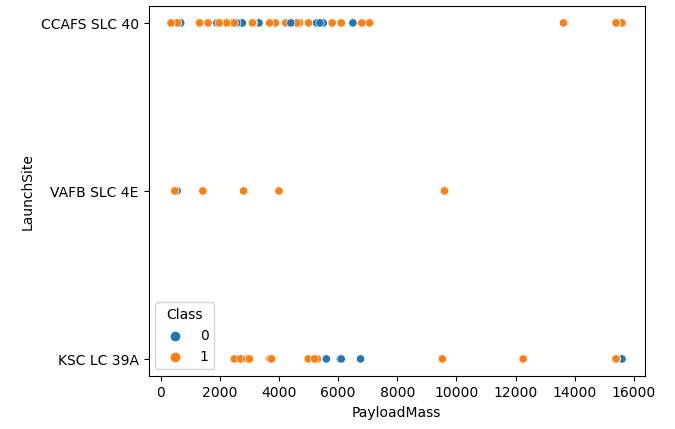 CCAFS SLC 40
VAFB SLC 4E
KSC LC 39A
LaunchSite
Class
0
1
0 2000 4000 6000 8000 10000 12000 14000 16000
PayloadMass